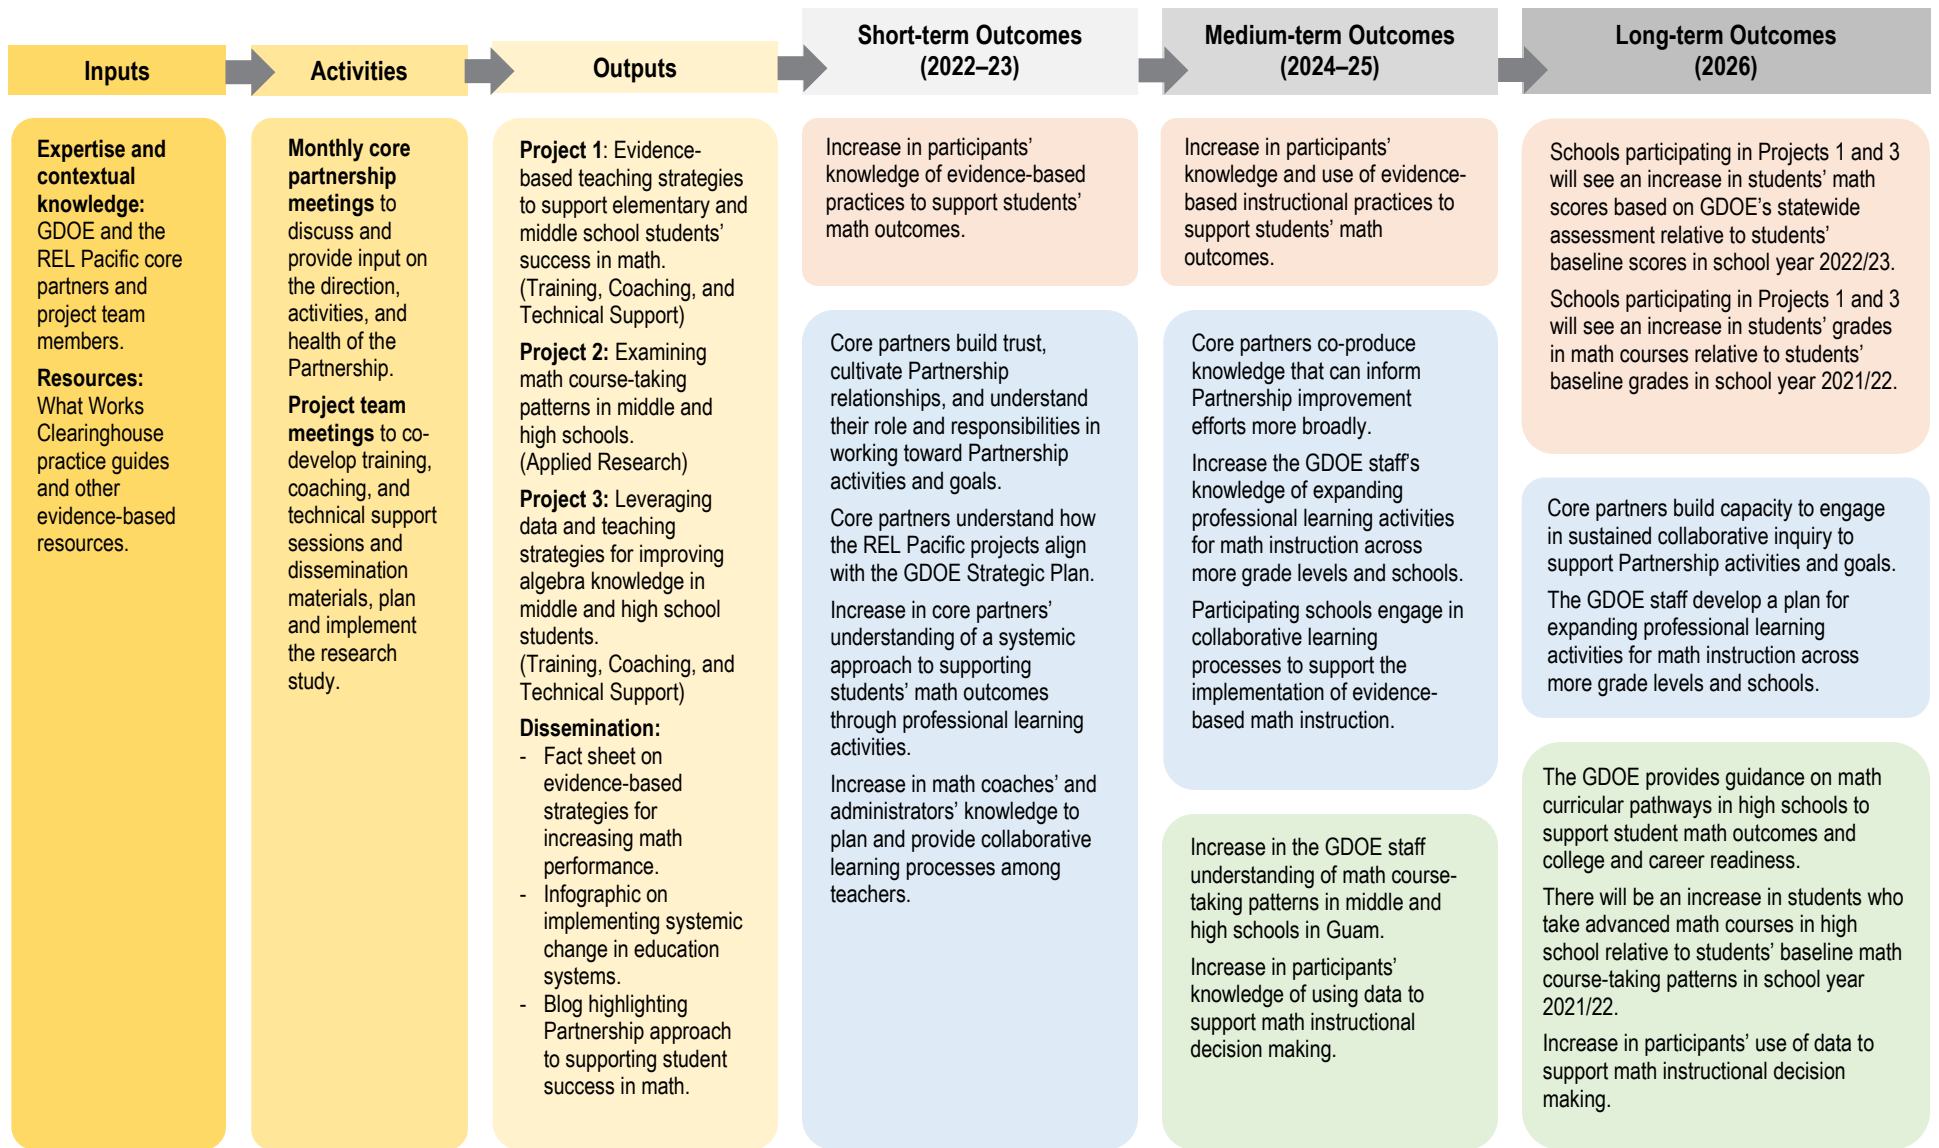 Inputs
Activities
Outputs
Short-term Outcomes
(2022–23)
Medium-term Outcomes
(2024–25)
Long-term Outcomes
(2026)
Expertise and
contextual
knowledge:
GDOE and the
REL Pacific core
partners and
project team
members.
Resources:
What Works
Clearinghouse
practice guides
and other
evidence-based
resources.
Monthly core
partnership
meetings to
discuss and
provide input on
the direction,
activities, and
health of the
Partnership.
Project team
meetings to co-
develop training,
coaching, and
technical support
sessions and
dissemination
materials, plan
and implement
the research
study.
Project 1: Evidence-
based teaching strategies
to support elementary and
middle school students’
success in math.
(Training, Coaching, and
Technical Support)
Project 2: Examining
math course-taking
patterns in middle and
high schools.
(Applied Research)
Project 3: Leveraging
data and teaching
strategies for improving
algebra knowledge in
middle and high school
students.
(Training, Coaching, and
Technical Support)
Dissemination:
- Fact sheet on
evidence-based
strategies for
increasing math
performance.
- Infographic on
implementing systemic
change in education
systems.
- Blog highlighting
Partnership approach
to supporting student
success in math.
Increase in participants’
knowledge of evidence-based
practices to support students’
math outcomes.
Core partners build trust,
cultivate Partnership
relationships, and understand
their role and responsibilities in
working toward Partnership
activities and goals.
Core partners understand how
the REL Pacific projects align
with the GDOE Strategic Plan.
Increase in core partners’
understanding of a systemic
approach to supporting
students’ math outcomes
through professional learning
activities.
Increase in math coaches’ and
administrators’ knowledge to
plan and provide collaborative
learning processes among
teachers.
Increase in participants’
knowledge and use of evidence-
based instructional practices to
support students’ math
outcomes.
Core partners co-produce
knowledge that can inform
Partnership improvement
efforts more broadly.
Increase the GDOE staff’s
knowledge of expanding
professional learning activities
for math instruction across
more grade levels and schools.
Participating schools engage in
collaborative learning
processes to support the
implementation of evidence-
based math instruction.
Increase in the GDOE staff
understanding of math course-
taking patterns in middle and
high schools in Guam.
Increase in participants’
knowledge of using data to
support math instructional
decision making.
Schools participating in Projects 1 and 3
will see an increase in students’ math
scores based on GDOE’s statewide
assessment relative to students’
baseline scores in school year 2022/23.
Schools participating in Projects 1 and 3
will see an increase in students’ grades
in math courses relative to students’
baseline grades in school year 2021/22.
Core partners build capacity to engage
in sustained collaborative inquiry to
support Partnership activities and goals.
The GDOE staff develop a plan for
expanding professional learning
activities for math instruction across
more grade levels and schools.
The GDOE provides guidance on math
curricular pathways in high schools to
support student math outcomes and
college and career readiness.
There will be an increase in students who
take advanced math courses in high
school relative to students’ baseline math
course-taking patterns in school year
2021/22.
Increase in participants’ use of data to
support math instructional decision
making.